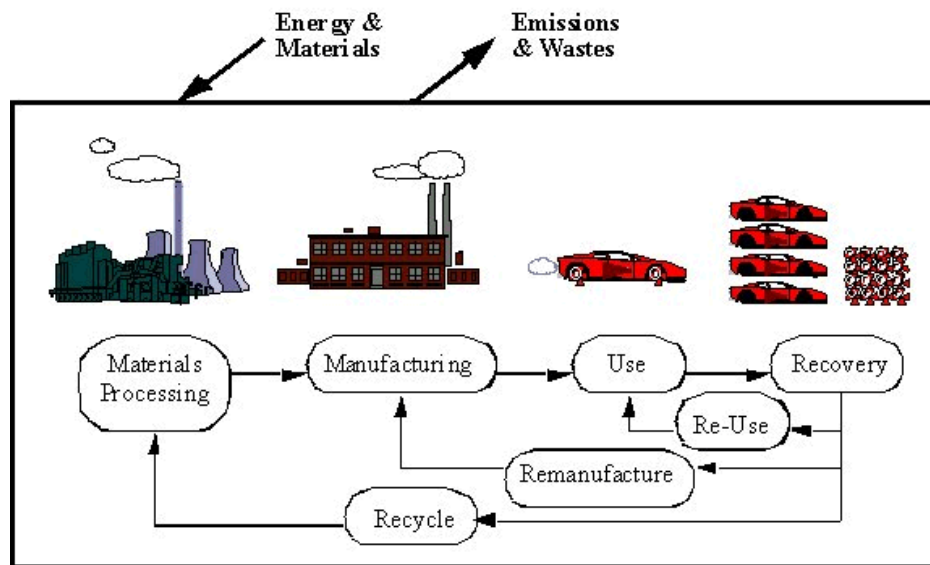 Energy &
Materials
Emissions
& Wastes
Materials
Processing
Manufacturing
Use
Recovery
Re-Use
Remanufacture
Recycle